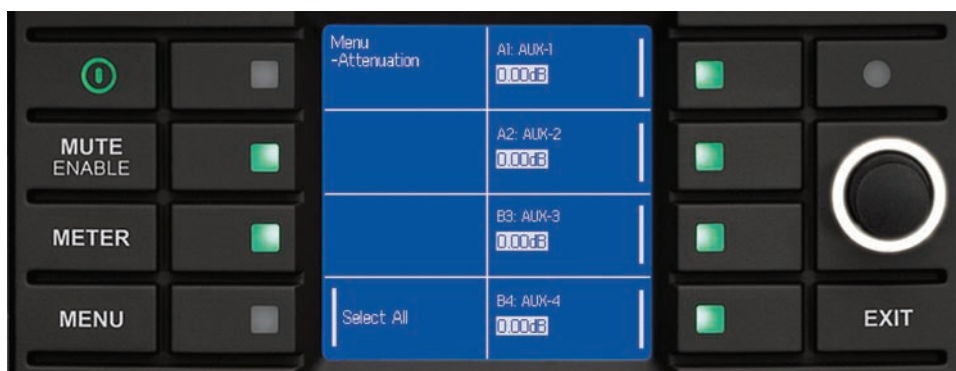 MUTE
ENABLE
METER
MENU
Menu
-Attenuation
Select All
A1: AUX-1
0.00dB
A2: AUX-2
0.00dB
B3: AUX-3
0.00dB
B4: AUX-4
0.00dB
EXIT